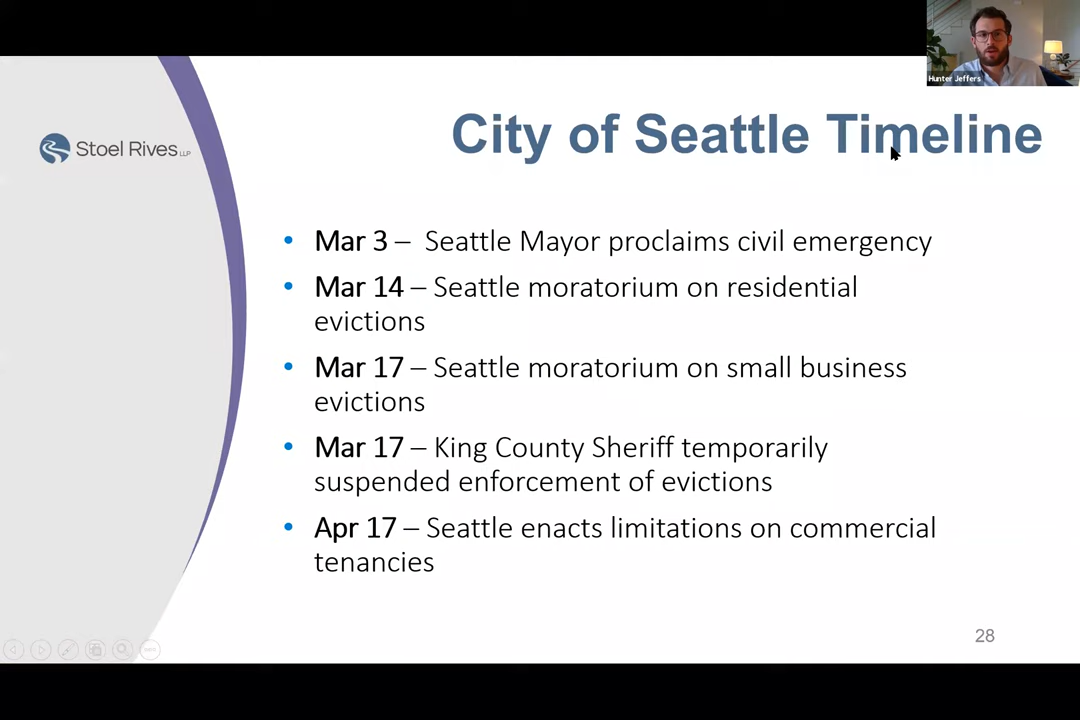 Hunter Jeffers
City of Seattle Timeline
Stoel Rives LLP
• Mar 3 – Seattle Mayor proclaims civil emergency
• Mar 14 – Seattle moratorium on residential
evictions
• Mar 17 – Seattle moratorium on small business
evictions
• Mar 17 – King County Sheriff temporarily
suspended enforcement of evictions
• Apr 17 – Seattle enacts limitations on commercial
tenancies
28